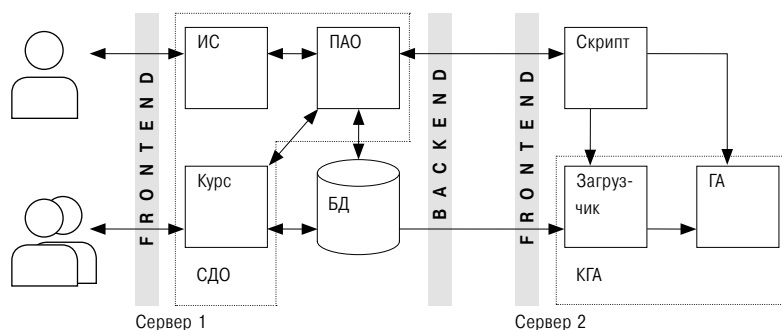 ИС
ПАО
Скрипт
FRONTEND
BACKEND
FRONTEND
Курс
БД
Загруз-
чик
ГА
СДО
КГА
Сервер 1
Сервер 2